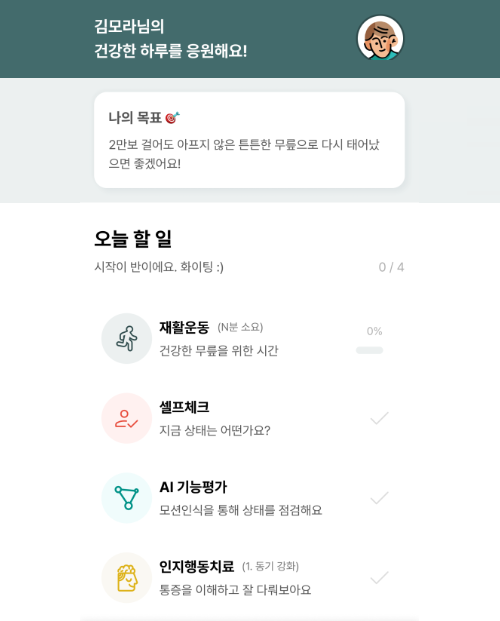 김모라님의
건강한 하루를 응원해요!
나의 목표
2만보 걸어도 아프지 않은 튼튼한 무릎으로 다시 태어났
으면 좋겠어요!
오늘 할 일
시작이 반이에요. 화이팅 :)
0 / 4
재활운동 (N분 소요)
0%
건강한 무릎을 위한 시간
셀프체크
지금 상태는 어떤가요?
AI 기능평가
모션인식을 통해 상태를 점검해요
인지행동치료 (1. 동기 강화)
통증을 이해하고 잘 다뤄보아요